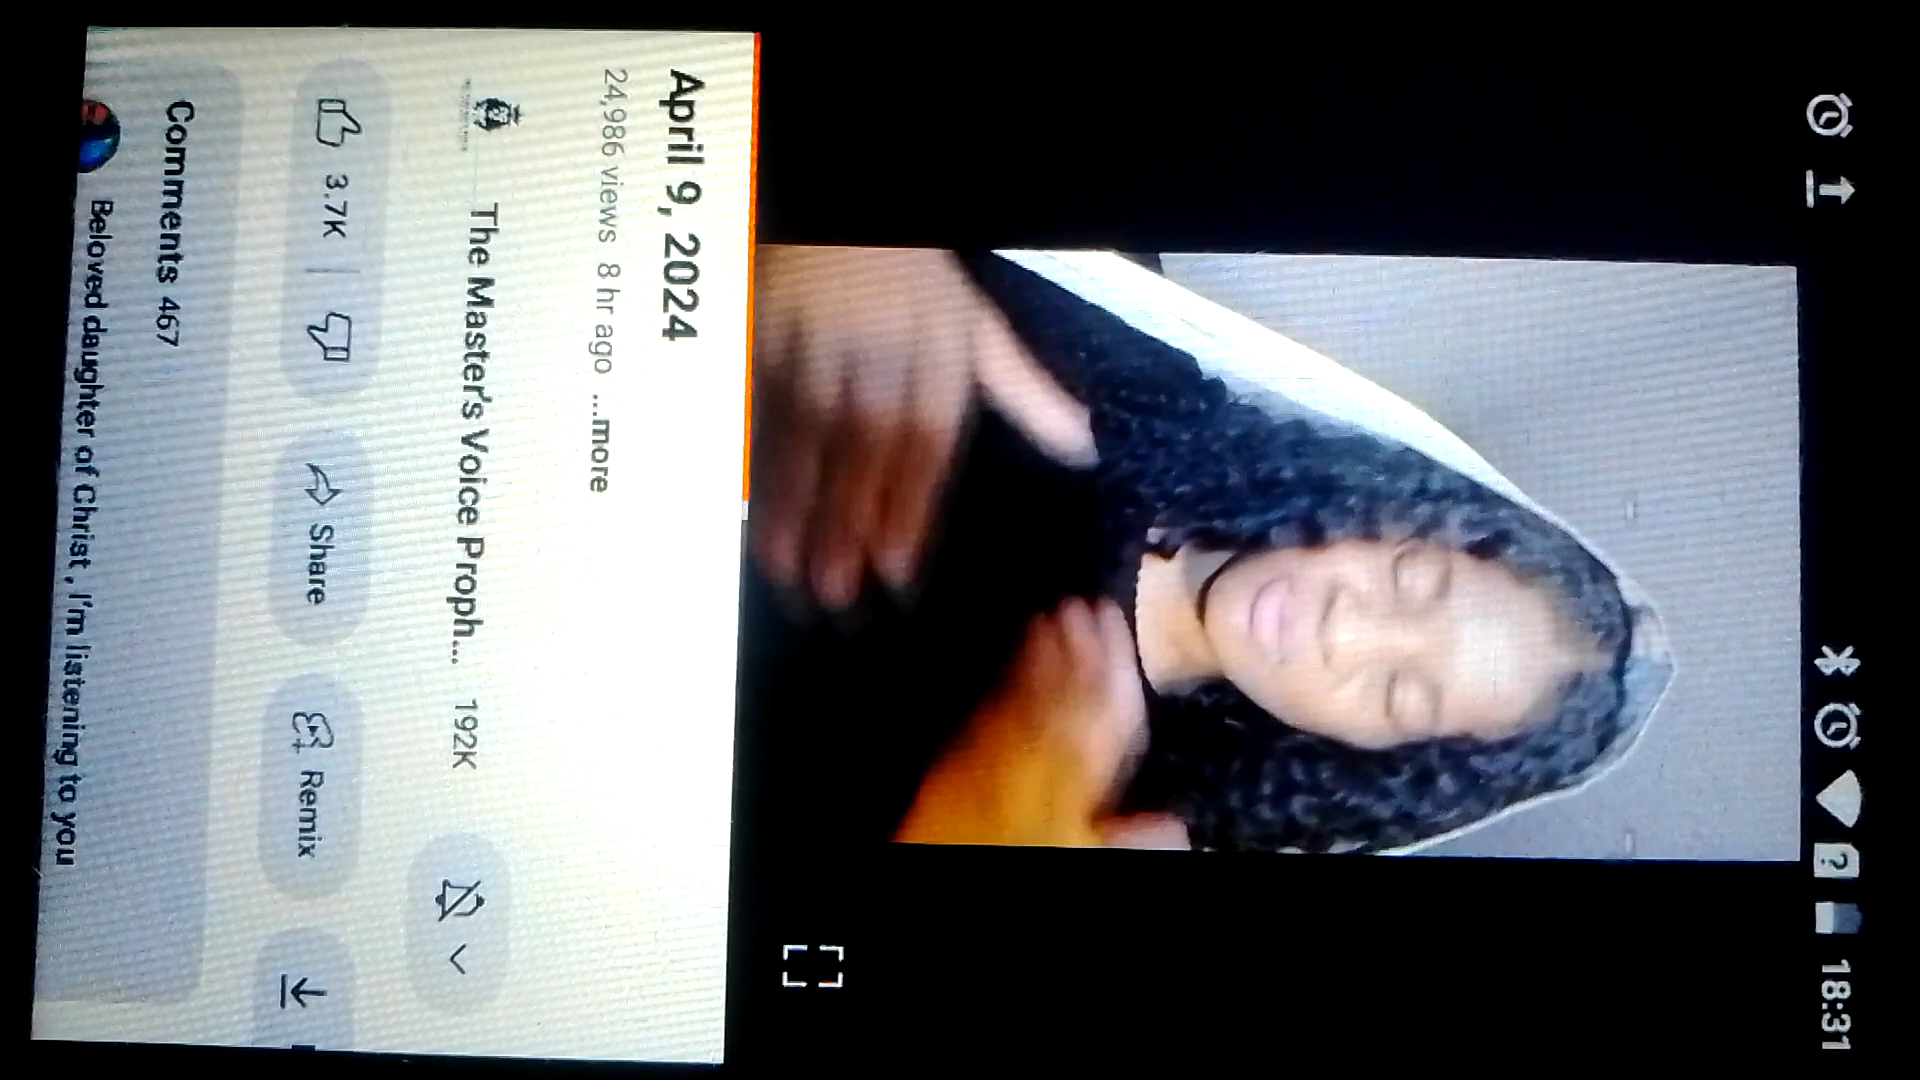 18:31
April 9, 2024
24,986 views 8 hr ago ...more
The Master's Voice Proph... 192K
3.7K Share Remix
Comments 467
Beloved daughter of Christ , I'm listening to you